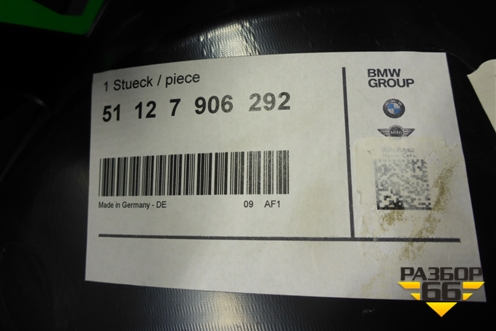 1 Stueck / piece
51 12 7 906 292
Made in Germany - DE 09 AF1
BMW
GROUP
РАЗБОР
66